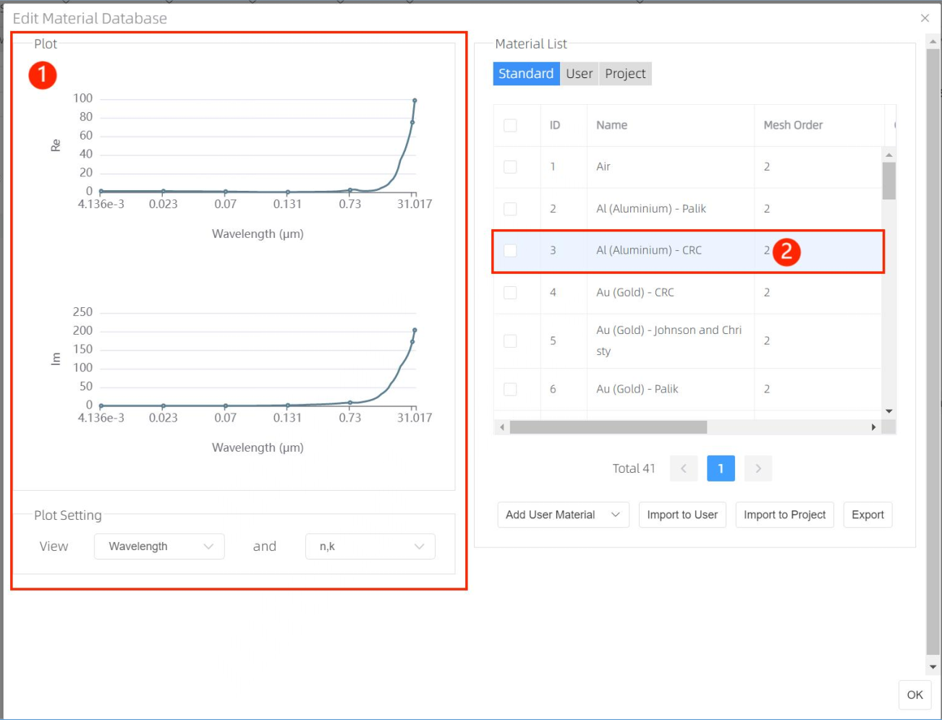 Edit Material Database
Plot
1
100
80
60
40
20
0
Re
4.136e-3 0.023 0.07 0.131 0.73 31.017
Wavelength (μm)
250
200
150
100
50
0
Im
4.136e-3 0.023 0.07 0.131 0.73 31.017
Wavelength (μm)
Plot Setting
View Wavelength and n,k
Material List
Standard User Project
ID Name Mesh Order
1 Air 2
2 Al (Aluminium) - Palik 2
3 Al (Aluminium) - CRC 2 2
4 Au (Gold) - CRC 2
5 Au (Gold) - Johnson and Chri
sty 2
6 Au (Gold) - Palik 2
Total 41 < 1 >
Add User Material Import to User Import to Project Export
OK